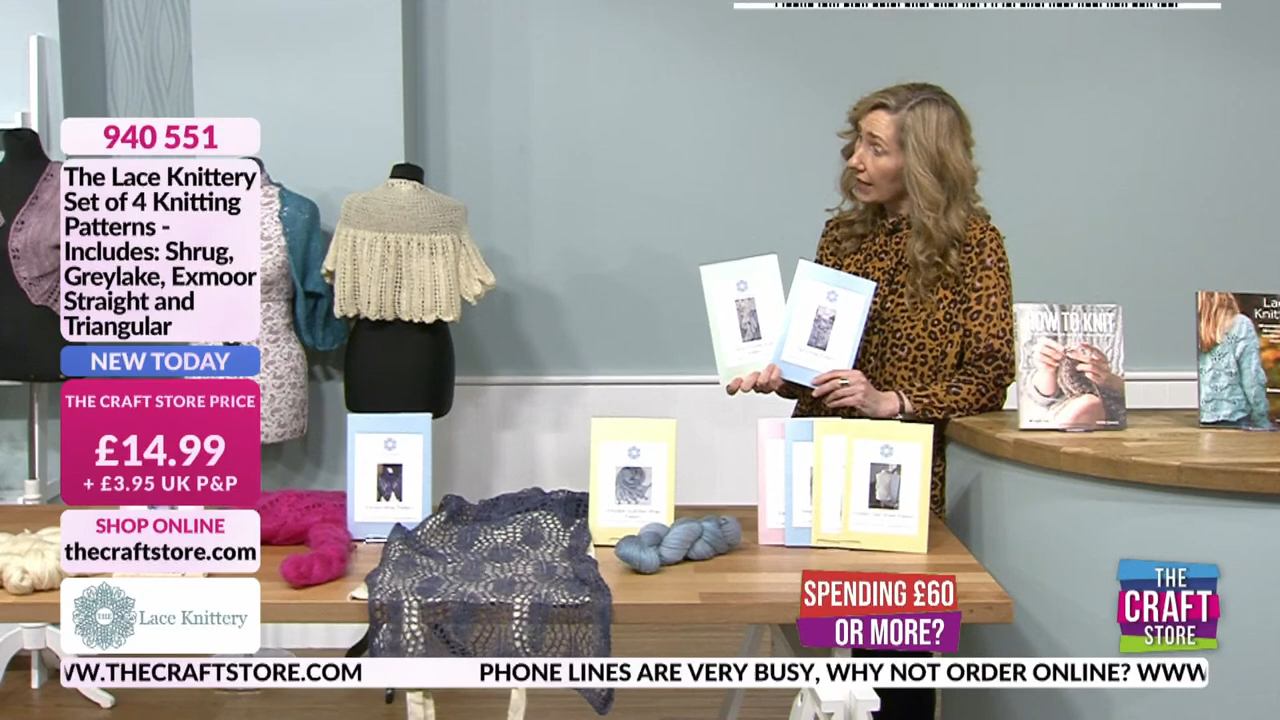 940 551
The Lace Knittery
Set of 4 Knitting
Patterns -
Includes: Shrug,
Greylake, Exmoor
Straight and
Triangular
NEW TODAY
THE CRAFT STORE PRICE
£14.99
+ £3.95 UK P&P
SHOP ONLINE
thecraftstore.com
THE Lace Knittery
HOW TO KNIT
SPENDING £60
OR MORE?
THE
CRAFT
STORE
WW.THECRAFTSTORE.COM PHONE LINES ARE VERY BUSY, WHY NOT ORDER ONLINE? WWW